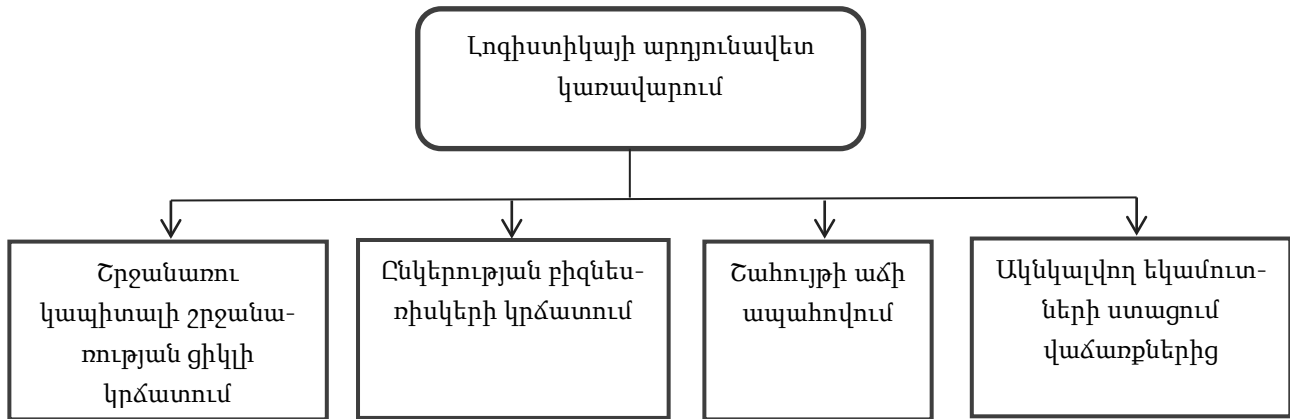 Լոգիստիկայի արդյունավետ
կառավարում
Շրջանառու
կապիտալի շրջանա-
ռության ցիկլի
կրճատում
Ընկերության բիզնես-
ռիսկերի կրճատում
Շահույթի աճի
ապահովում
Ակնկալվող եկամուտ-
ների ստացում
վաճառքներից